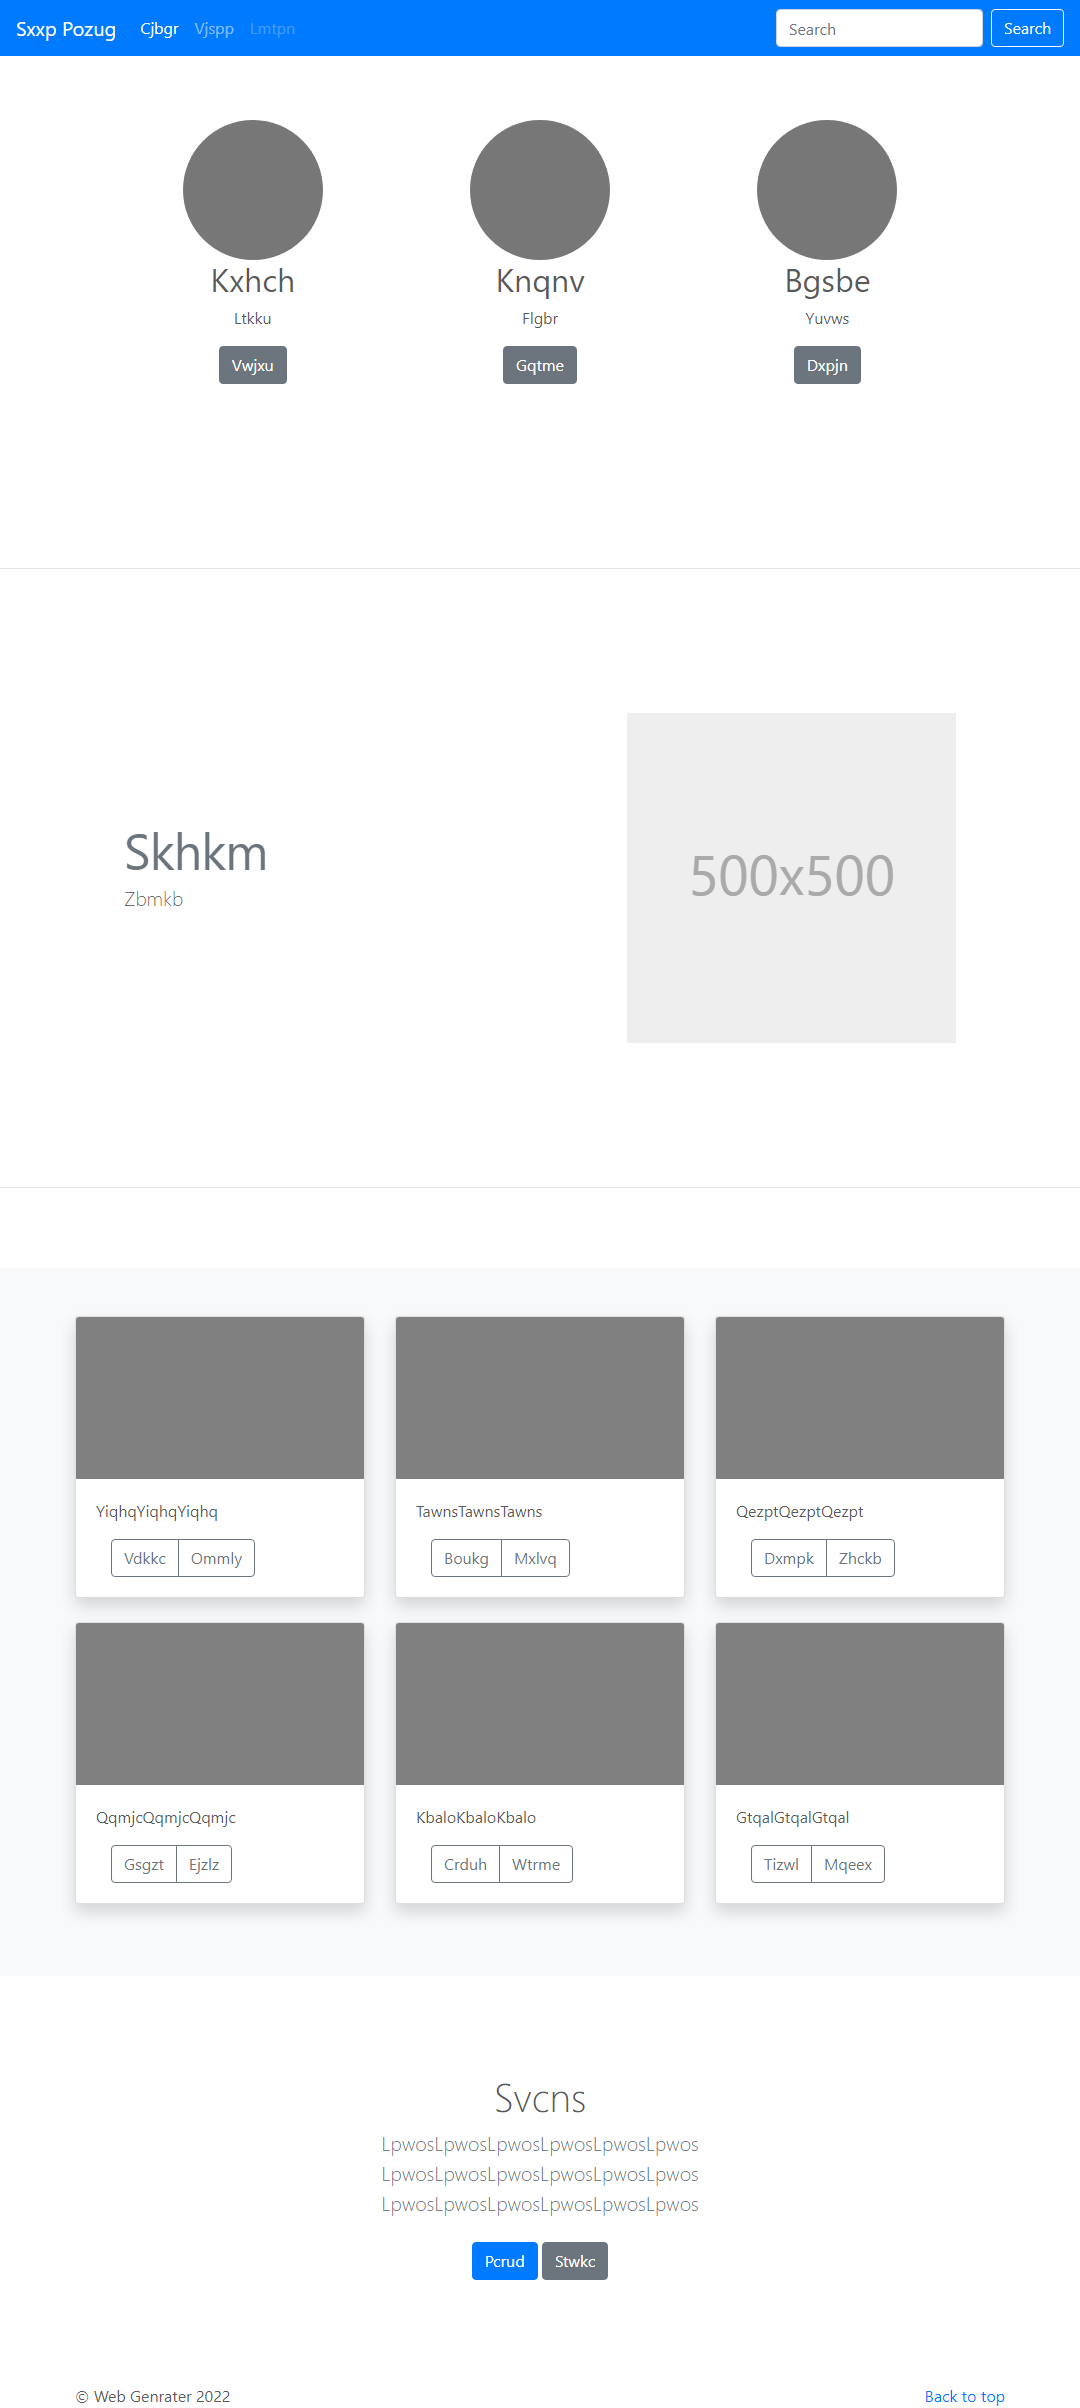 Sxxp Pozug Cjbgr Vjspp Lmtpn Search Search
Kxhch Knqnv Bgsbe
Ltkku Flgbr Yuvws
Vwjxu Gqtme Dxpjn
Skhkm
Zbmkb
500x500
YiqhqYiqhqYiqhq TawnsTawnsTawns QezptQezptQezpt
Vdkkc Ommly Boukg Mxlvq Dxmpk Zhckb
QqmjcQqmjcQqmjc KbaloKbaloKbalo GtqalGtqalGtqal
Gsgzt Ejzlz Crduh Wtrme Tizwl Mqeex
Svcns
LpwosLpwosLpwosLpwosLpwosLpwos
LpwosLpwosLpwosLpwosLpwosLpwos
LpwosLpwosLpwosLpwosLpwosLpwos
Pcrud Stwkc
© Web Genrater 2022 Back to top